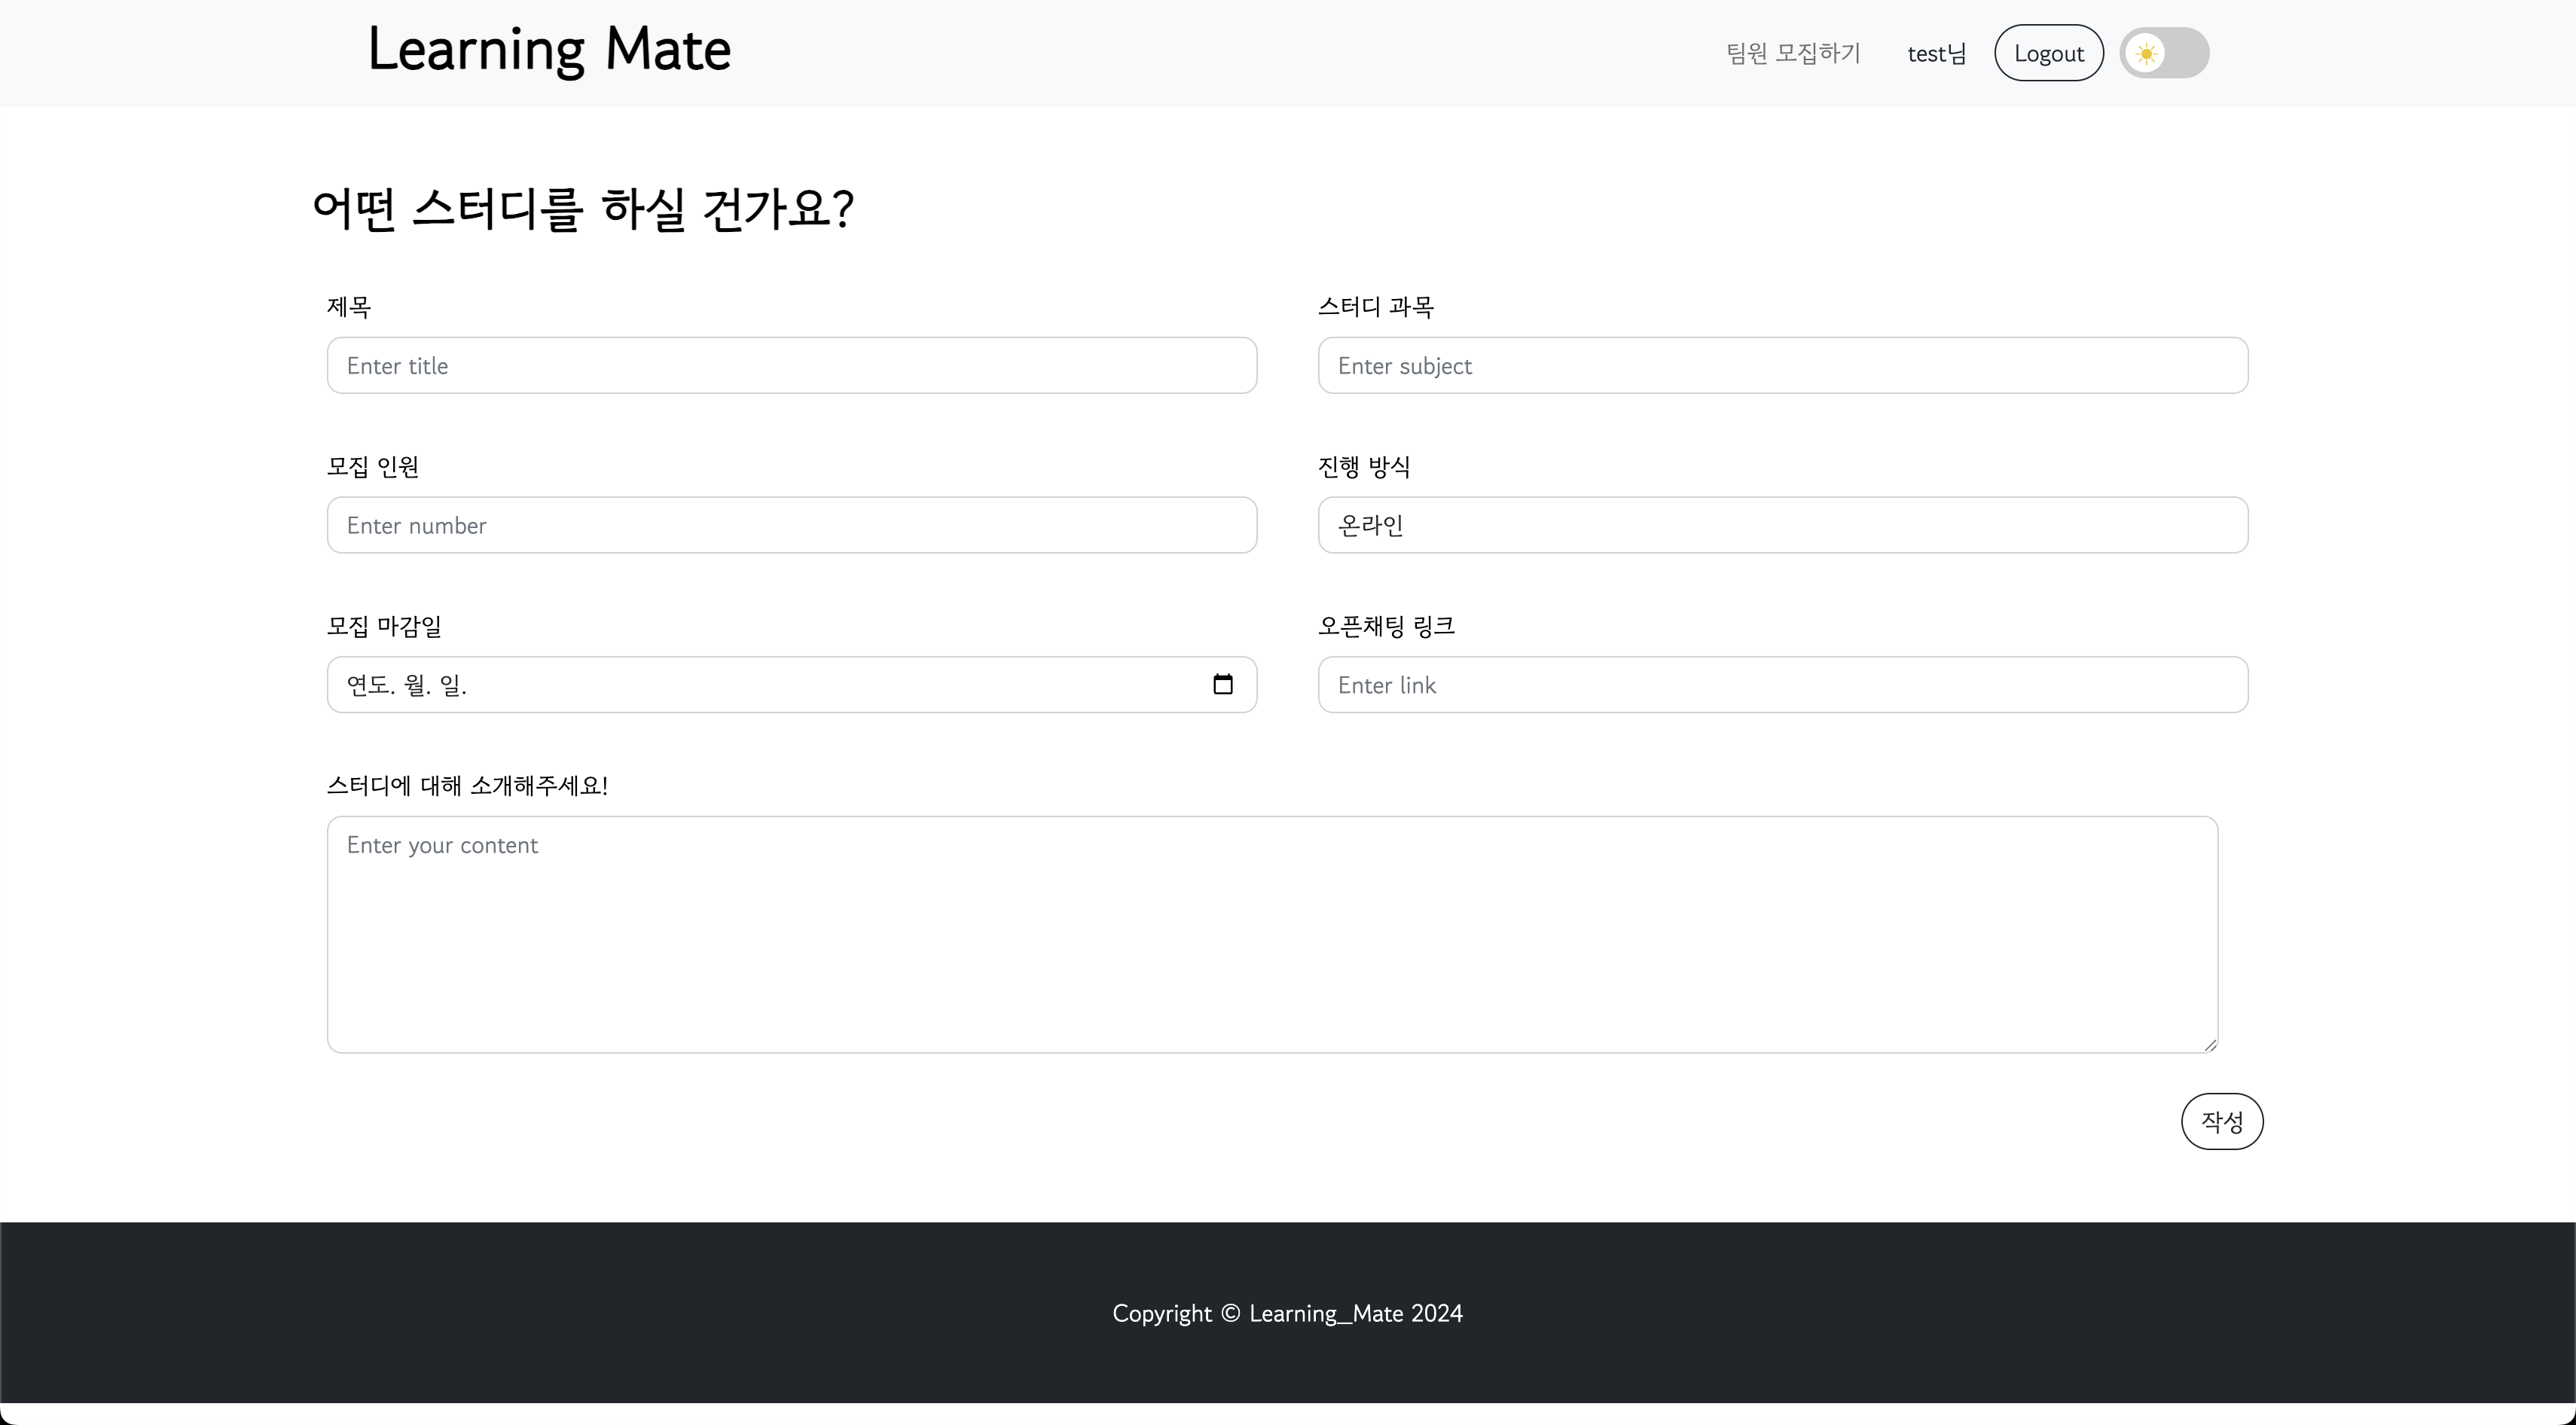 Learning Mate
팀원 모집하기 test님 Logout
어떤 스터디를 하실 건가요?
제목
Enter title
스터디 과목
Enter subject
모집 인원
Enter number
진행 방식
온라인
모집 마감일
연도. 월. 일.
오픈채팅 링크
Enter link
스터디에 대해 소개해주세요!
Enter your content
작성
Copyright © Learning_Mate 2024